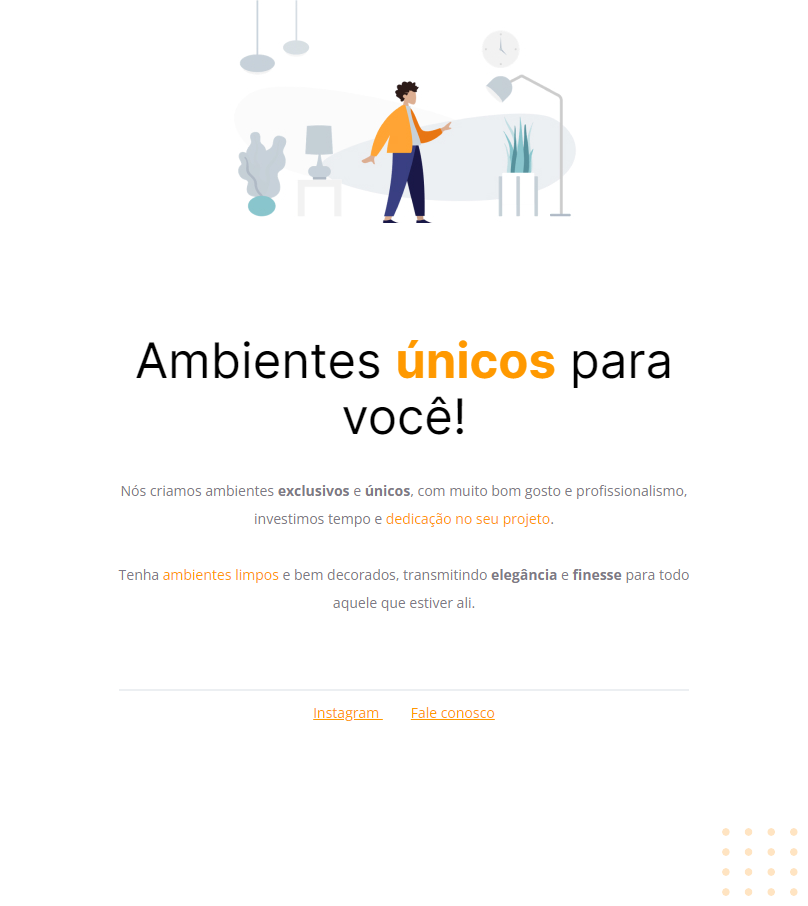 Ambientes únicos para
você!
Nós criamos ambientes exclusivos e únicos, com muito bom gosto e profissionalismo,
investimos tempo e dedicação no seu projeto.
Tenha ambientes limpos e bem decorados, transmitindo elegância e finesse para todo
aquele que estiver ali.
Instagram Fale conosco